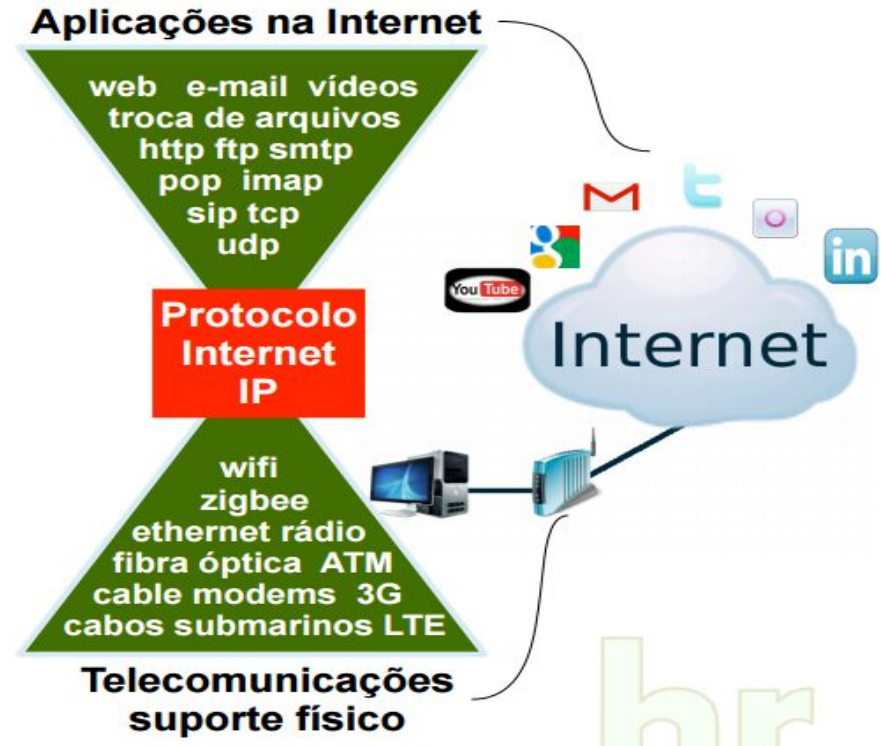 Aplicações na Internet
web e-mail vídeos
troca de arquivos
http ftp smtp
pop imap
sip tcp
udp
Protocolo
Internet
IP
wifi
zigbee
ethernet rádio
fibra óptica ATM
cable modems 3G
cabos submarinos LTE
Telecomunicações
suporte físico
You Tube
in
Internet
br